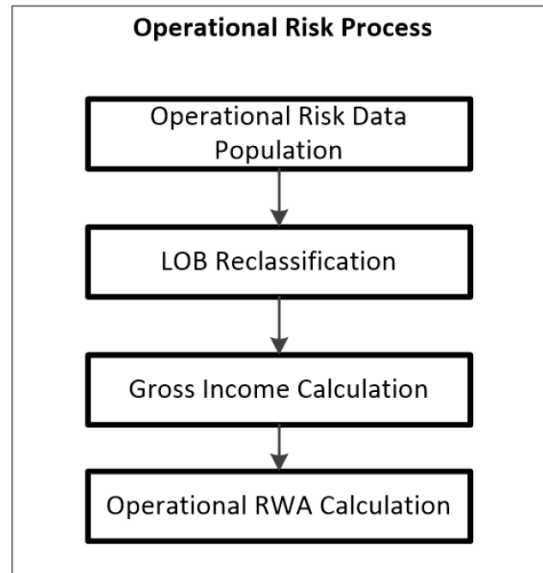 Operational Risk Process
Operational Risk Data
Population
LOB Reclassification
Gross Income Calculation
Operational RWA Calculation